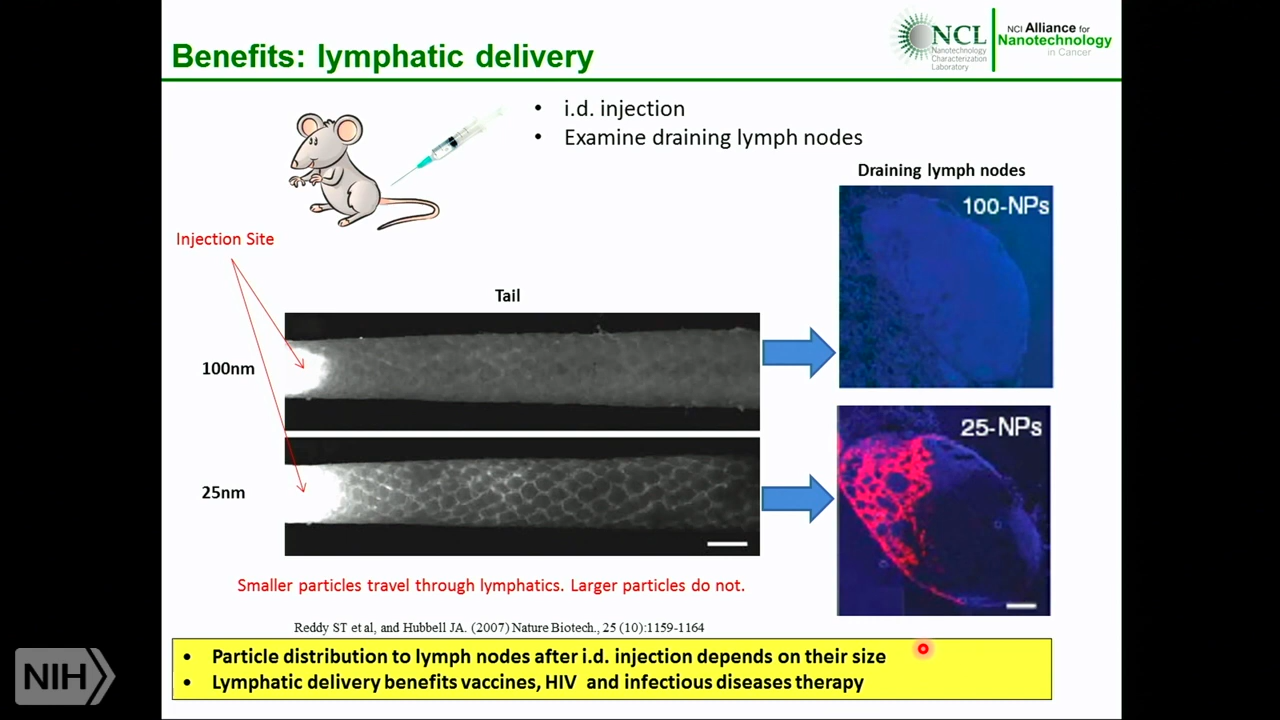 Benefits: lymphatic delivery
NCL
Nanotechnology
Characterization
Laboratory
NCI Alliance for
Nanotechnology
in Cancer
• i.d. injection
• Examine draining lymph nodes
Draining lymph nodes
100-NPs
Injection Site
Tail
100nm
25-NPs
25nm
Smaller particles travel through lymphatics. Larger particles do not.
Reddy ST et al, and Hubbell JA. (2007) Nature Biotech., 25 (10):1159-1164
• Particle distribution to lymph nodes after i.d. injection depends on their size
• Lymphatic delivery benefits vaccines, HIV and infectious diseases therapy
NIH